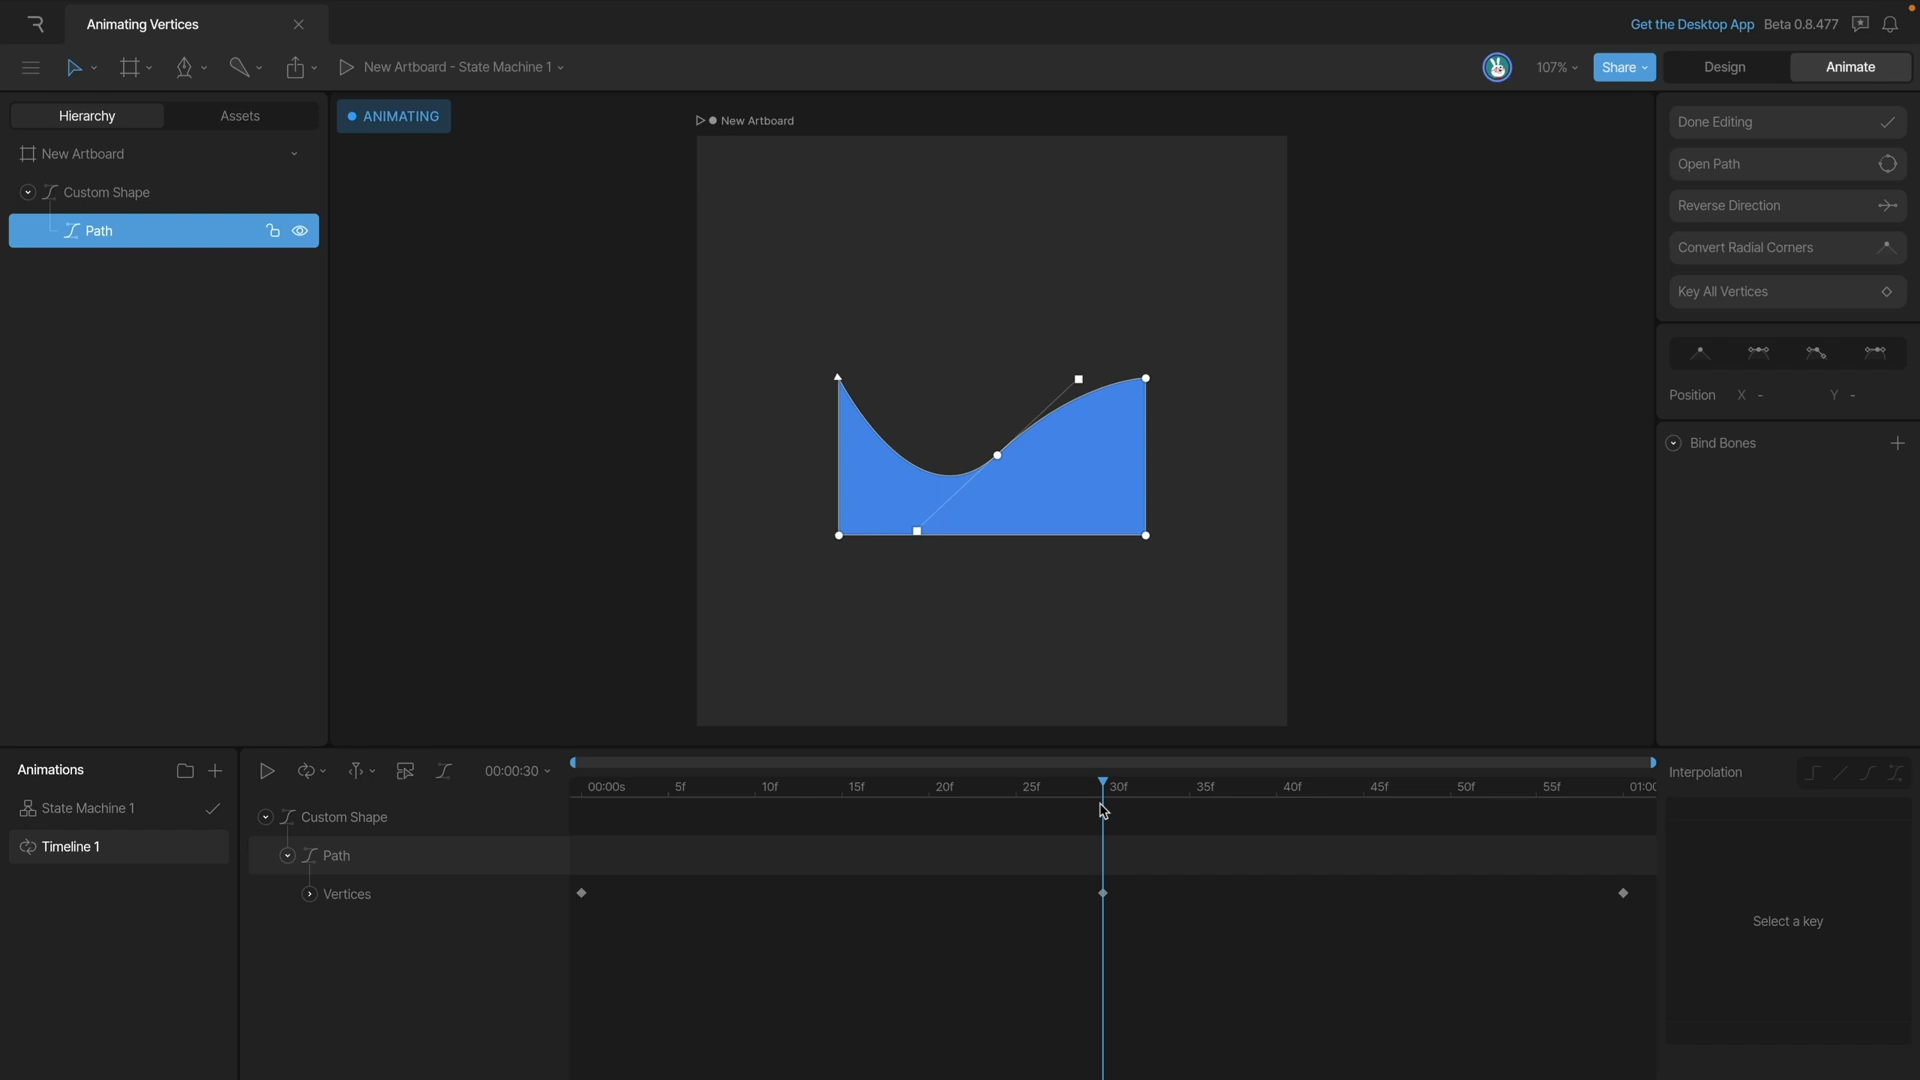 Animating Vertices
Get the Desktop App Beta 0.8.477
New Artboard - State Machine 1
107%
Share
Design
Animate
Hierarchy
Assets
ANIMATING
New Artboard
Done Editing
New Artboard
Open Path
Custom Shape
Reverse Direction
Path
Convert Radial Corners
Key All Vertices
Position X - Y -
Bind Bones
Animations
00:00:30
Interpolation
00:00s 5f 10f 15f 20f 25f 30f 35f 40f 45f 50f 55f
State Machine 1
Custom Shape
Timeline 1
Path
Vertices
Select a key